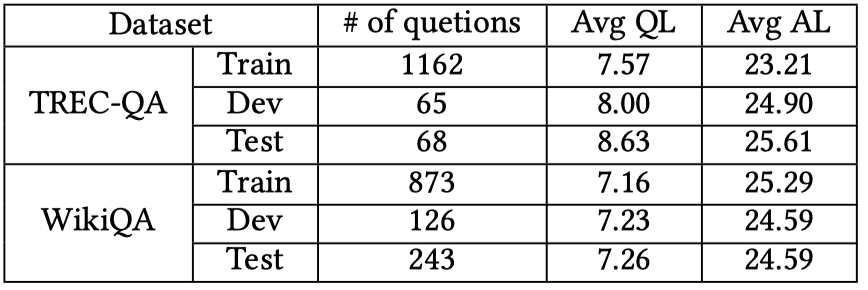 Dataset # of quetions Avg QL Avg AL
TREC-QA Train 1162 7.57 23.21
Dev 65 8.00 24.90
Test 68 8.63 25.61
WikiQA Train 873 7.16 25.29
Dev 126 7.23 24.59
Test 243 7.26 24.59